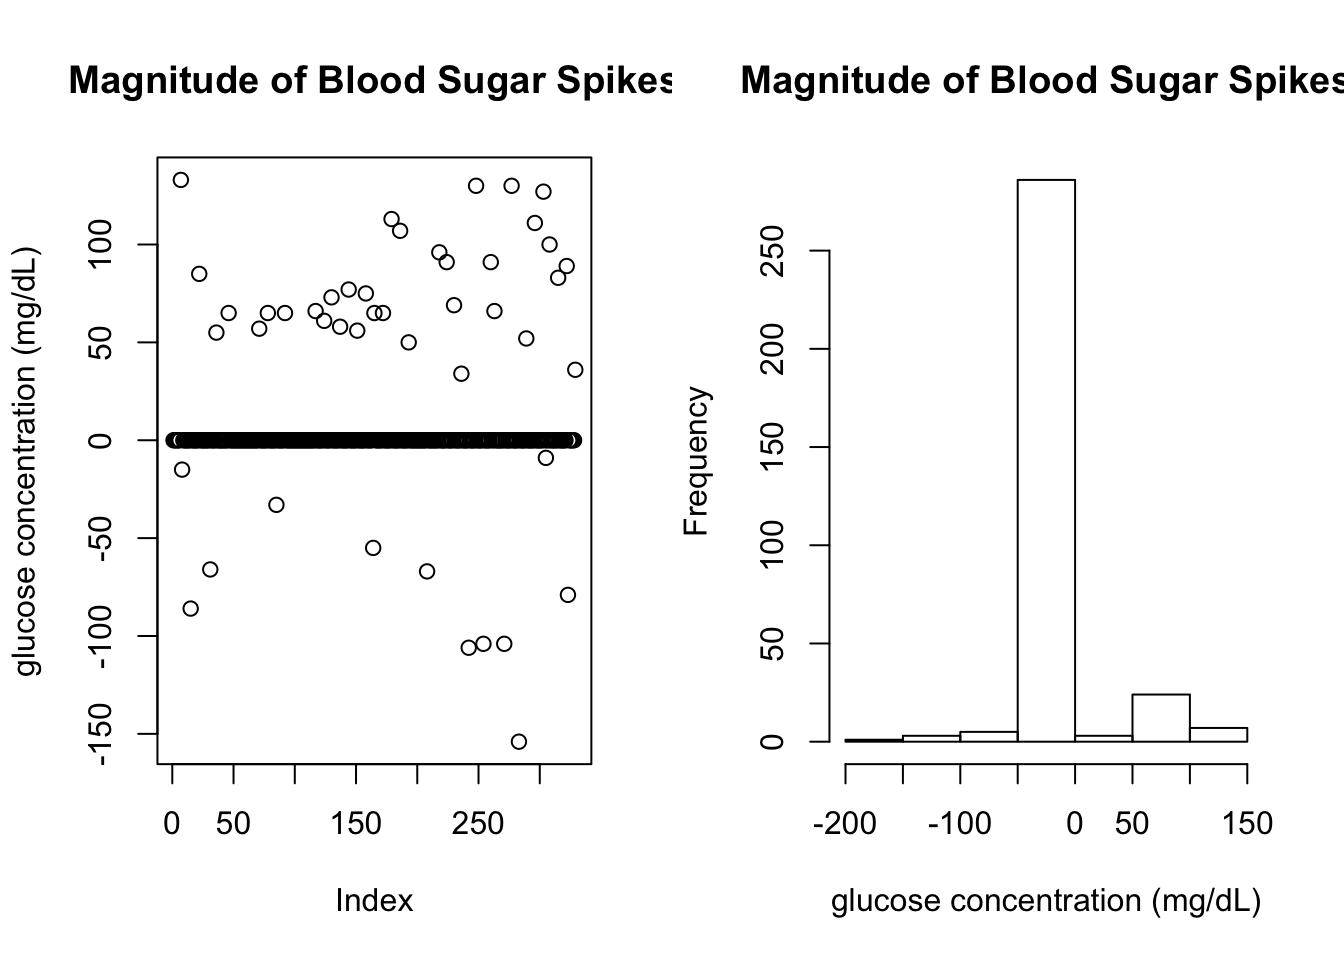 Magnitude of Blood Sugar Spikes
glucose concentration (mg/dL)
100
50
0
-50
-100
-150
0 50 150 250
Index
Magnitude of Blood Sugar Spikes
Frequency
250
200
150
100
50
0
-200 -100 0 50 150
glucose concentration (mg/dL)